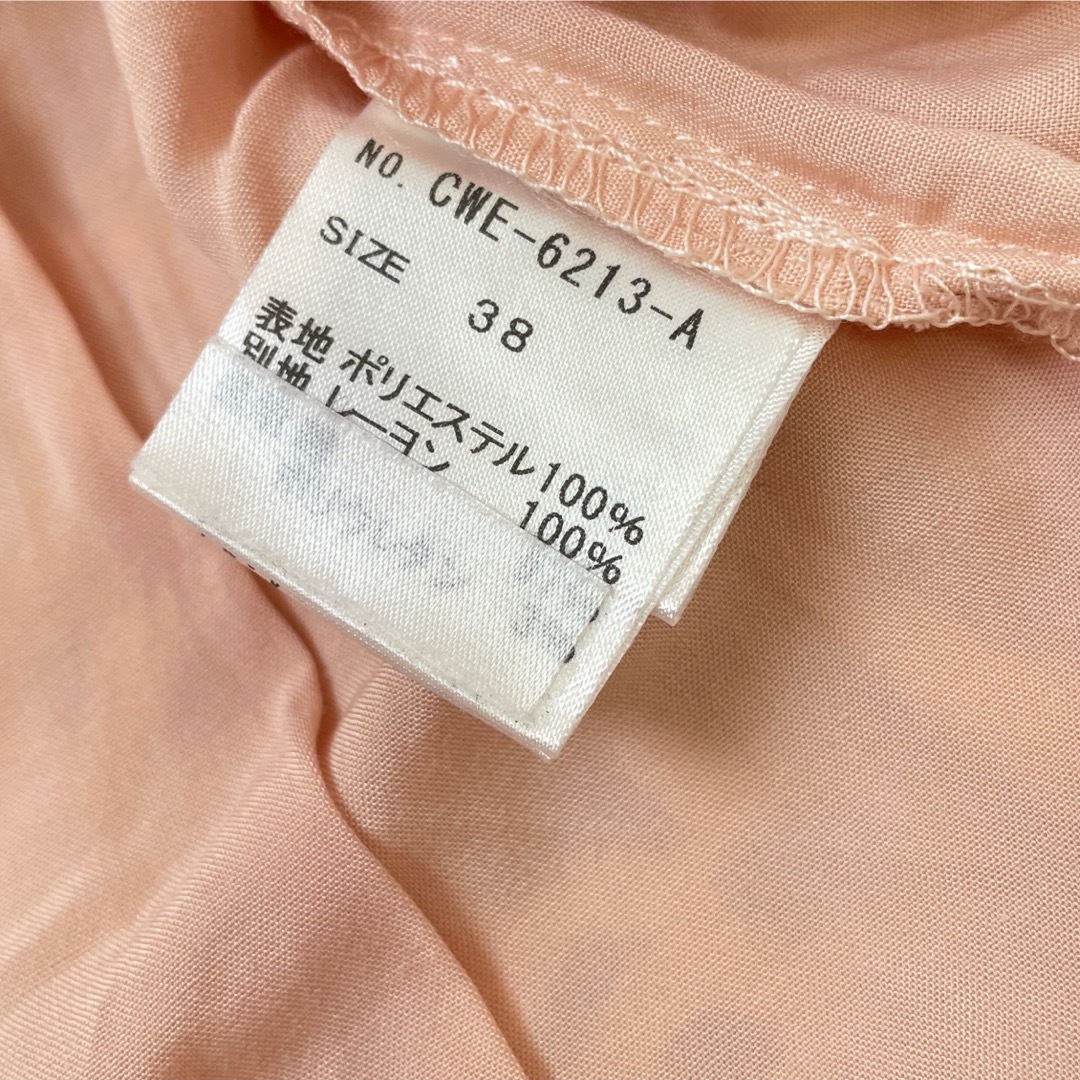 NO. CWE-6213-A
SIZE 38
表地 ポリエステル100%
別地 レーヨン 100%